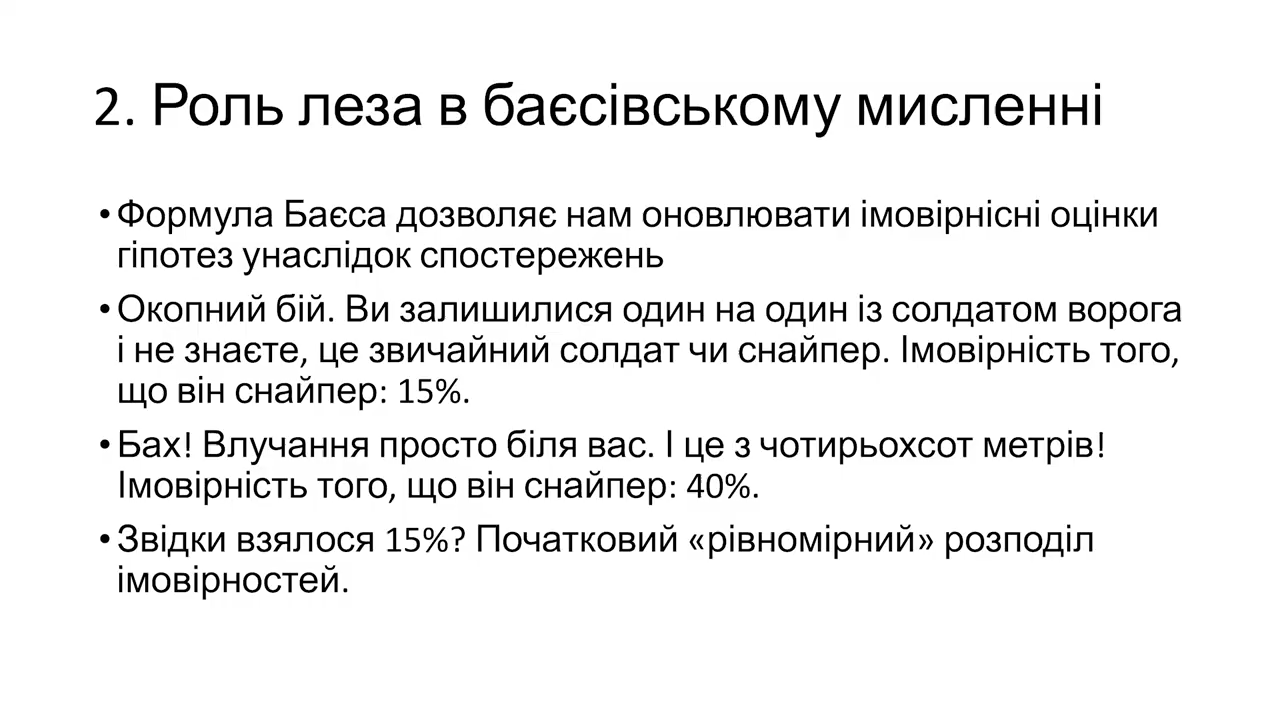 2. Роль леза в баєсівському мисленні
• Формула Баєса дозволяє нам оновлювати імовірнісні оцінки
гіпотез унаслідок спостережень
• Окопний бій. Ви залишилися один на один із солдатом ворога
і не знаєте, це звичайний солдат чи снайпер. Імовірність того,
що він снайпер: 15%.
• Бах! Влучання просто біля вас. І це з чотирьохсот метрів!
Імовірність того, що він снайпер: 40%.
• Звідки взялося 15%? Початковий «рівномірний» розподіл
імовірностей.